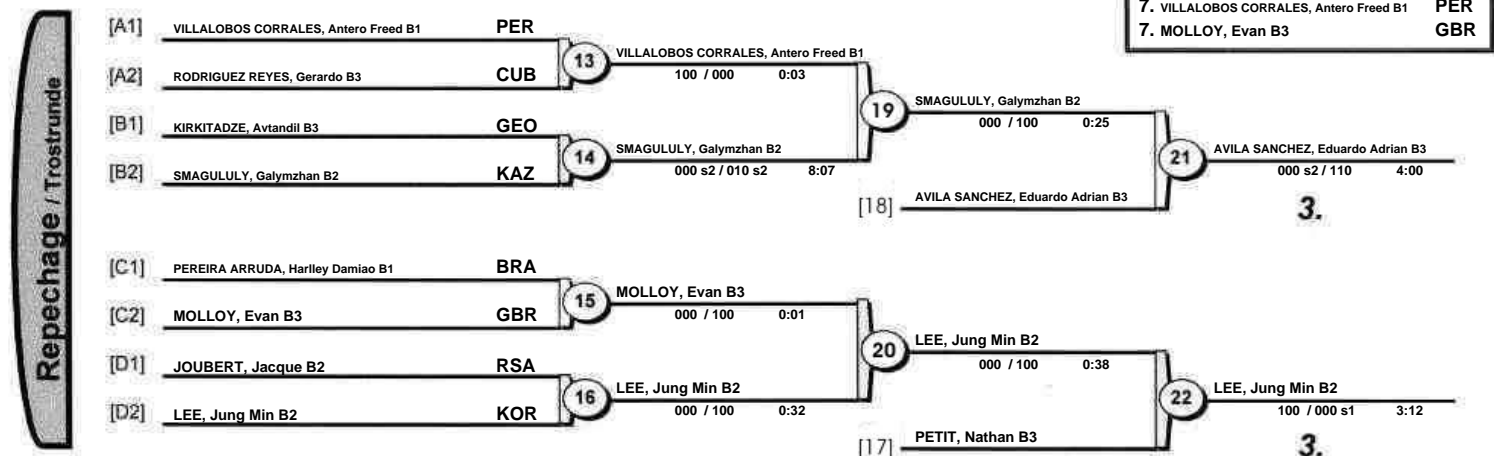 7. VILLALOBOS CORRALES, Antero Freed B1 PER
7. MOLLOY, Evan B3 GBR
Repechage / Trostrunde
[A1] VILLALOBOS CORRALES, Antero Freed B1 PER
[A2] RODRIGUEZ REYES, Gerardo B3 CUB
13 VILLALOBOS CORRALES, Antero Freed B1
100 / 000 0:03
[B1] KIRKITADZE, Avtandil B3 GEO
[B2] SMAGULULY, Galymzhan B2 KAZ
14 SMAGULULY, Galymzhan B2
000 s2 / 010 s2 8:07
19 SMAGULULY, Galymzhan B2
000 / 100 0:25
[18] AVILA SANCHEZ, Eduardo Adrian B3
21 AVILA SANCHEZ, Eduardo Adrian B3
000 s2 / 110 4:00
3.
[C1] PEREIRA ARRUDA, Harlley Damiao B1 BRA
[C2] MOLLOY, Evan B3 GBR
15 MOLLOY, Evan B3
000 / 100 0:01
[D1] JOUBERT, Jacque B2 RSA
[D2] LEE, Jung Min B2 KOR
16 LEE, Jung Min B2
000 / 100 0:32
20 LEE, Jung Min B2
000 / 100 0:38
[17] PETIT, Nathan B3
22 LEE, Jung Min B2
100 / 000 s1 3:12
3.